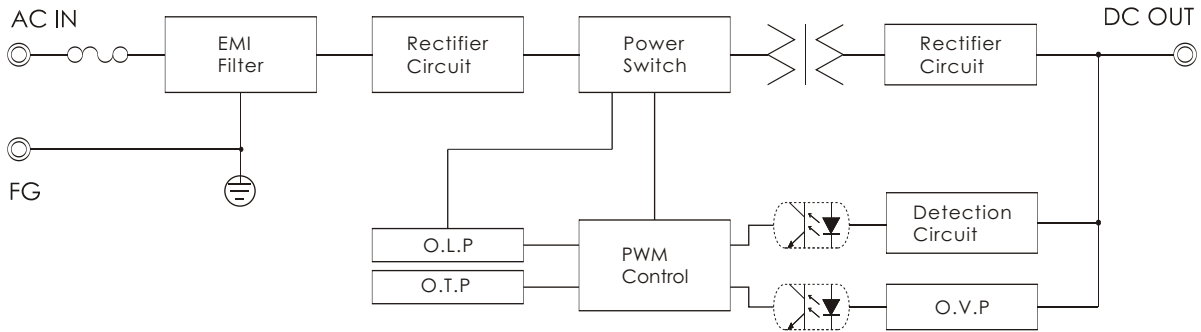 AC IN
DC OUT
EMI
Filter
Rectifier
Circuit
Power
Switch
Rectifier
Circuit
FG
O.L.P
O.T.P
PWM
Control
Detection
Circuit
O.V.P